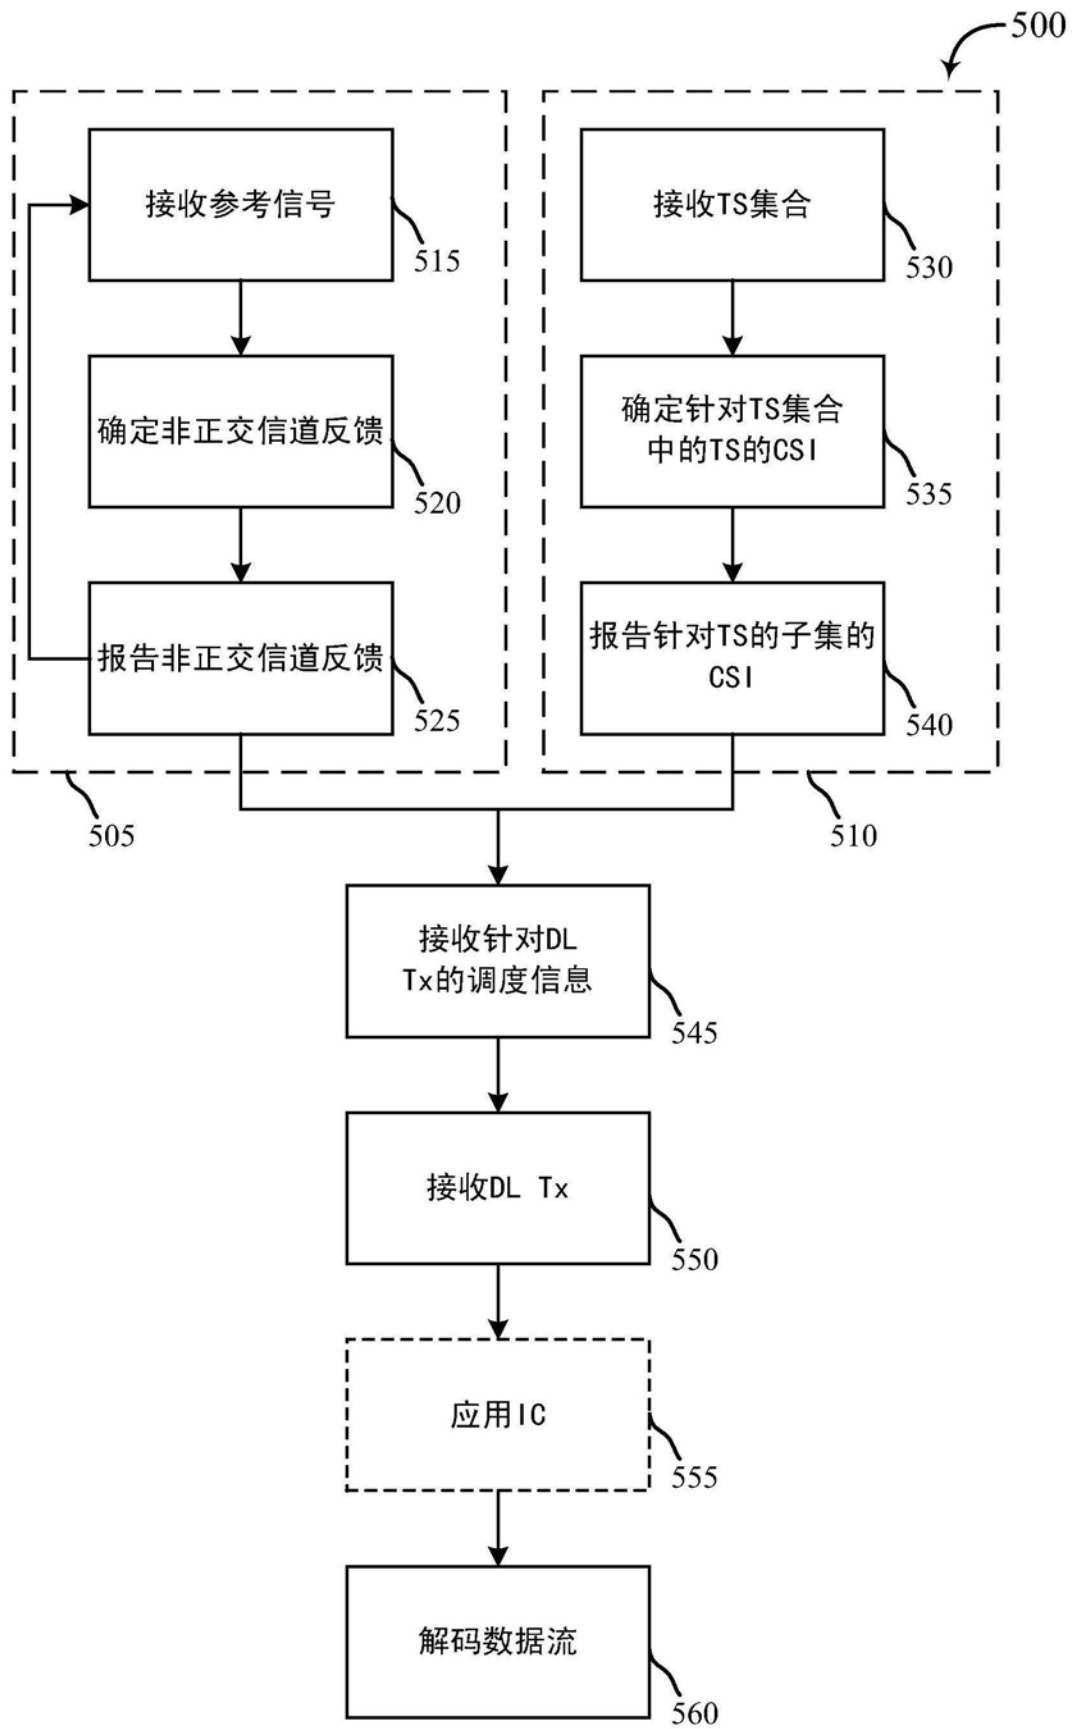 500
接收参考信号
515
确定非正交信道反馈
520
报告非正交信道反馈
525
505
接收TS集合
530
确定针对TS集合
中的TS的CSI
535
报告针对TS的子集的
CSI
540
510
接收针对DL
Tx的调度信息
545
接收DL Tx
550
应用IC
555
解码数据流
560